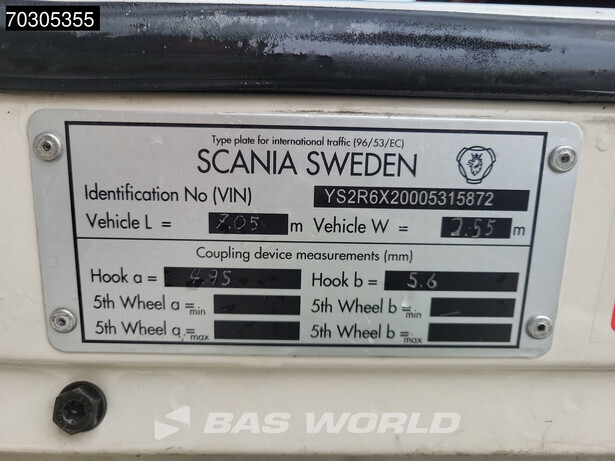 70305355
Type plate for international traffic (96/53/EC)
SCANIA SWEDEN
Identification No (VIN) YS2R6X20005315872
Vehicle L = 7.05 m Vehicle W = 2.55 m
Coupling device measurements (mm)
Hook a = 4.95 Hook b = 5.6
5th Wheel a = min 5th Wheel b = min
5th Wheel a = max 5th Wheel b = max
BAS WORLD